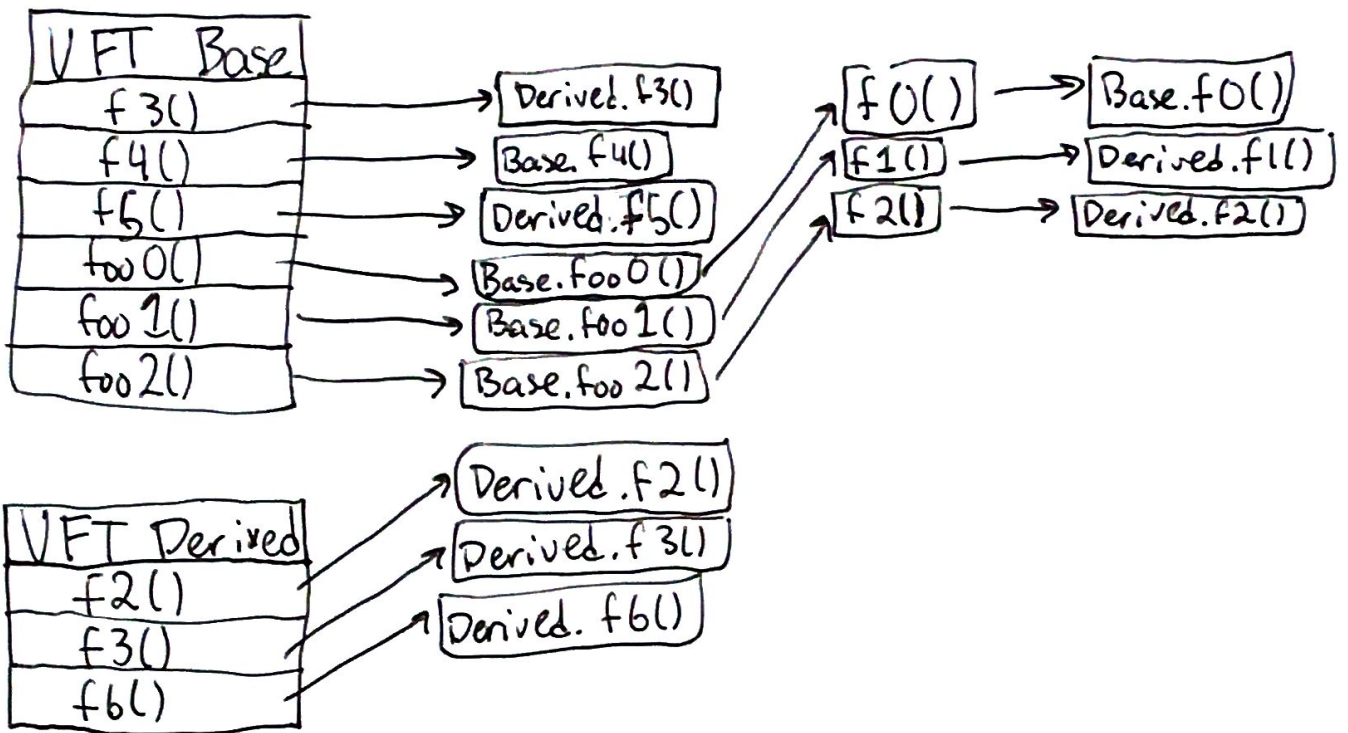 VFT Base
f3()
Derived.f3()
f4()
Base.f4()
f5()
Derived.f5()
foo0()
Base.foo0()
foo1()
Base.foo1()
foo2()
Base.foo2()
f0()
Base.f0()
f1()
Derived.f1()
f2()
Derived.f2()
VFT Derived
f2()
Derived.f2()
f3()
Derived.f3()
f6()
Derived.f6()